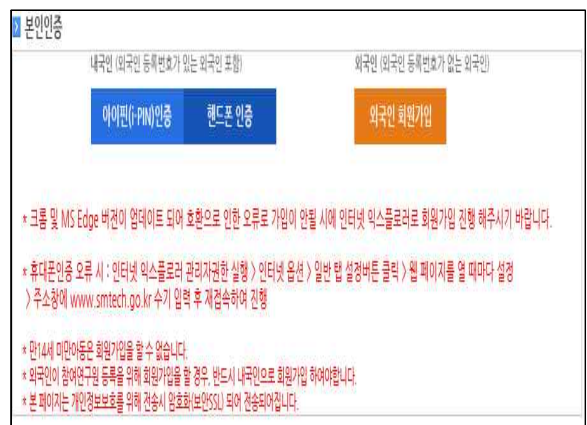 본인인증
내국인 (외국인 등록번호가 있는 외국인 포함)
외국인 (외국인 등록번호가 없는 외국인)
아이핀(i-PIN)인증
핸드폰 인증
외국인 회원가입
* 크롬 및 MS Edge 버전이 업데이트 되어 호환으로 인한 오류로 가입이 안될 시에 인터넷 익스플로러로 회원가입 진행 해주시기 바랍니다.
* 휴대폰인증 오류 시 : 인터넷 익스플로러 관리자권한 실행 > 인터넷 옵션 > 일반 탭 설정버튼 클릭 > 웹 페이지를 열 때마다 설정
> 주소창에 www.smtech.go.kr 수기 입력 후 재접속하여 진행
* 만14세 미만아동은 회원가입을 할 수 없습니다.
* 외국인이 참여연구원 등록을 위해 회원가입을 할 경우, 반드시 내국인으로 회원가입 하여야합니다.
* 본 페이지는 개인정보보호를 위해 전송시 암호화(보안SSL) 되어 전송되어집니다.